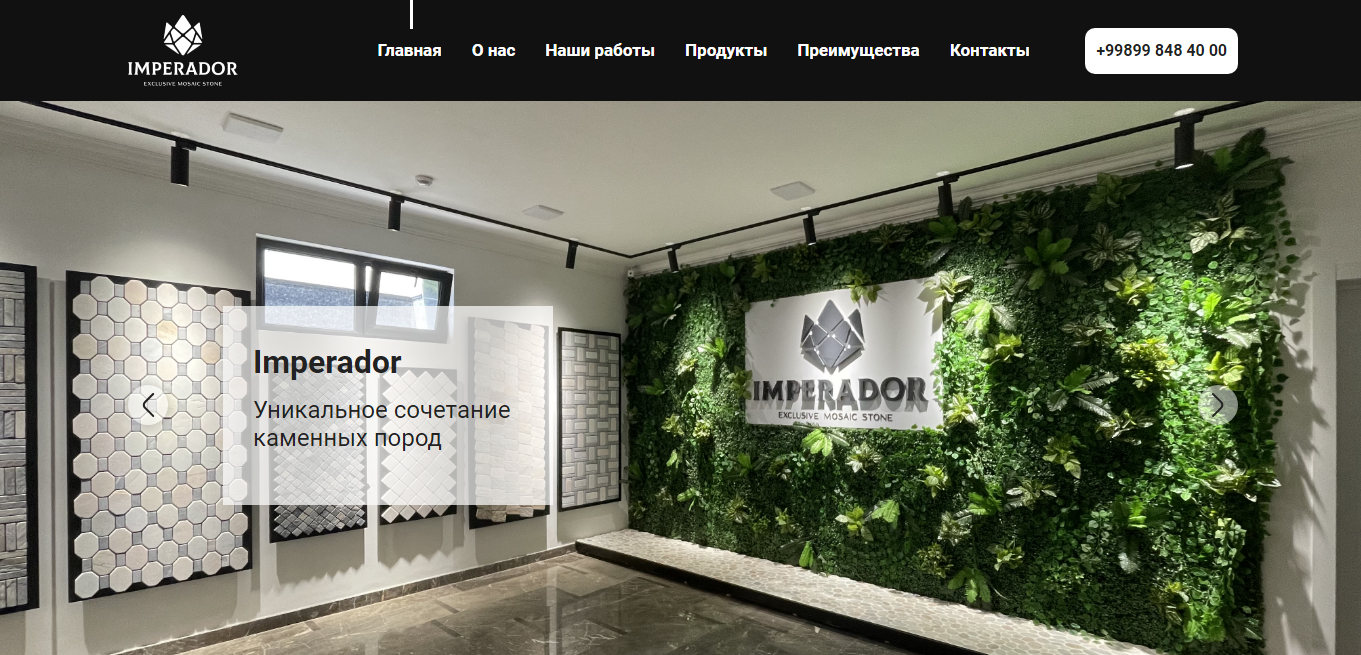 IMPERADOR
EXCLUSIVE MOSAIC STONE
Главная О нас Наши работы Продукты Преимущества Контакты
+99899 848 40 00
IMPERADOR
EXCLUSIVE MOSAIC STONE
Imperador
Уникальное сочетание
каменных пород